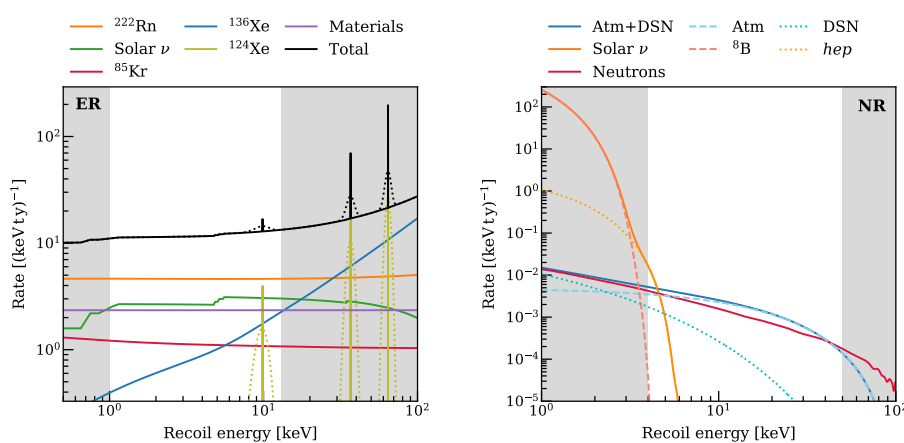 ²²²Rn ¹³⁶Xe Materials
Solar ν ¹²⁴Xe Total
⁸⁵Kr
ER
10²
10¹
10⁰
Rate [(keV t y)⁻¹]
10⁰ 10¹ 10²
Recoil energy [keV]
Atm+DSN Atm DSN
Solar ν ⁸B hep
Neutrons
NR
10²
10¹
10⁰
10⁻¹
10⁻²
10⁻³
10⁻⁴
10⁻⁵
Rate [(keV t y)⁻¹]
10⁰ 10¹ 10²
Recoil energy [keV]